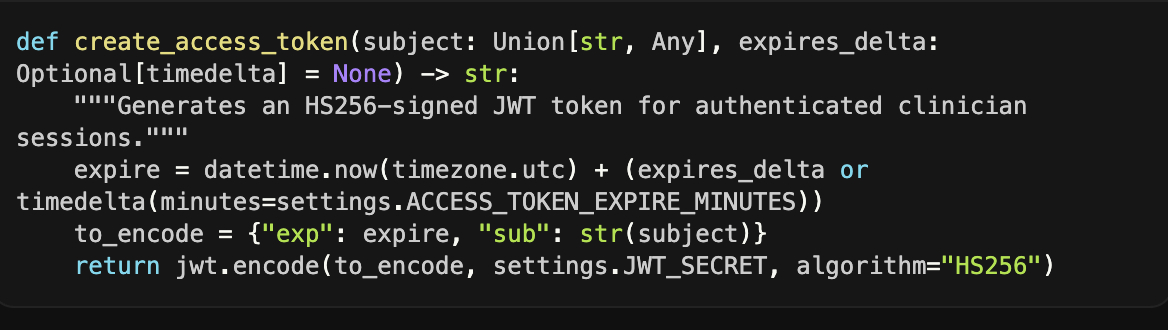 def create_access_token(subject: Union[str, Any], expires_delta:
Optional[timedelta] = None) -> str:
    """Generates an HS256-signed JWT token for authenticated clinician
sessions."""
    expire = datetime.now(timezone.utc) + (expires_delta or
timedelta(minutes=settings.ACCESS_TOKEN_EXPIRE_MINUTES))
    to_encode = {"exp": expire, "sub": str(subject)}
    return jwt.encode(to_encode, settings.JWT_SECRET, algorithm="HS256")